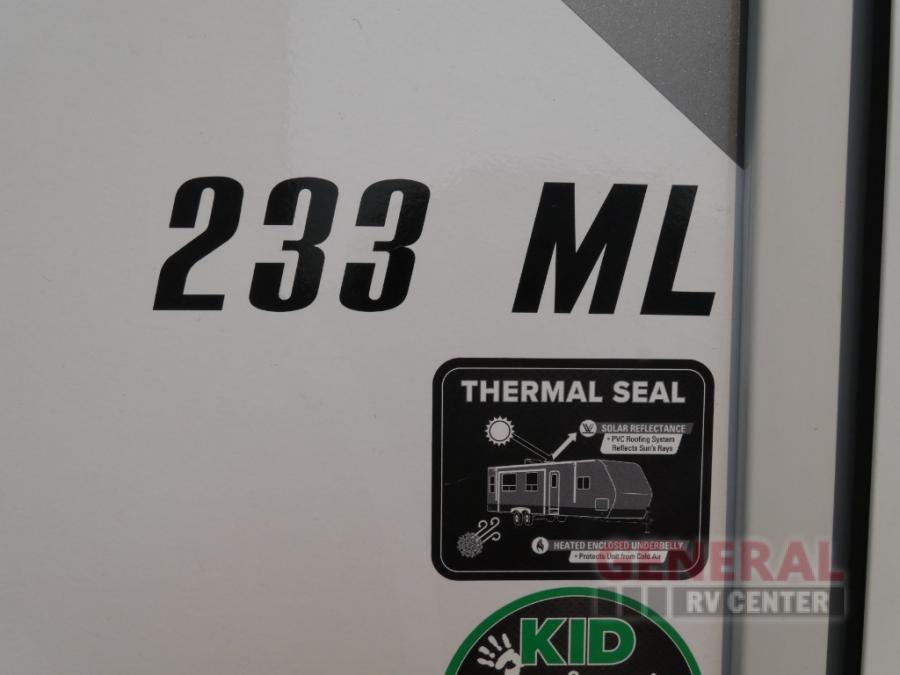 233 ML
THERMAL SEAL
SOLAR REFLECTANCE
• PVC Roofing System
Reflects Sun's Rays
HEATED ENCLOSED UNDERBELLY
• Protects Unit from Cold Air
GENERAL
RV CENTER
KID